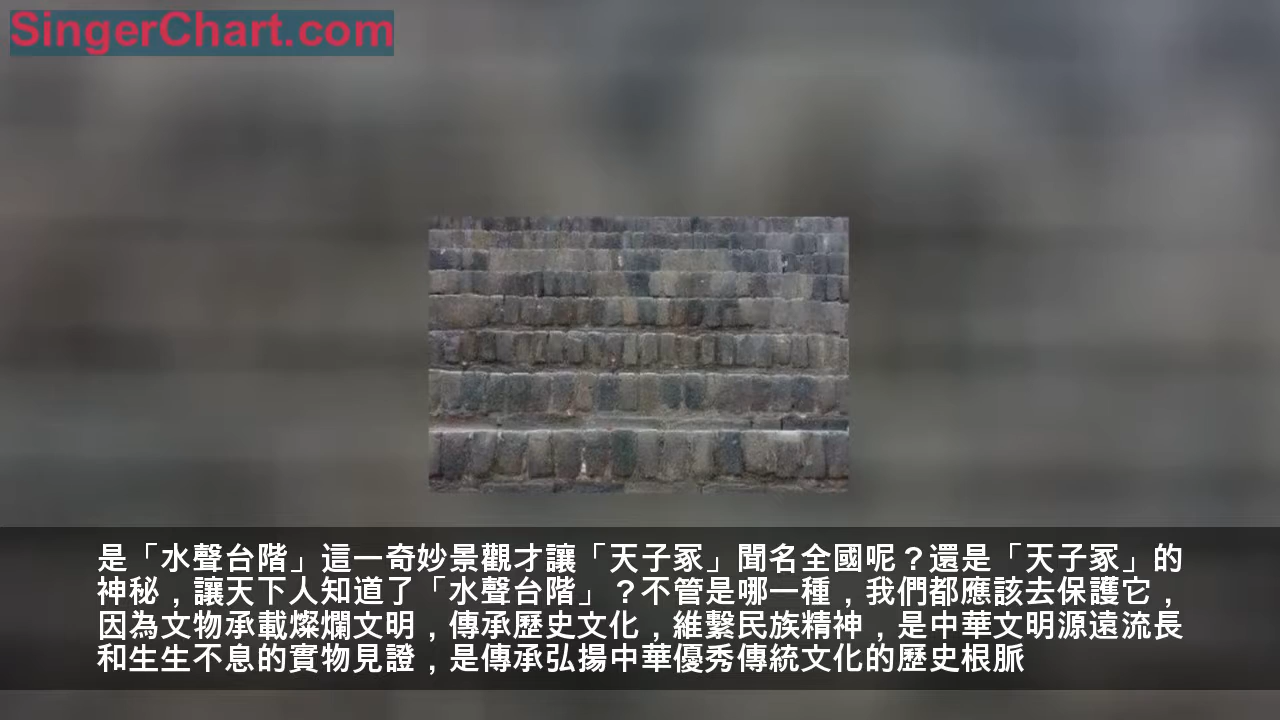 SingerChart.com
是「水聲台階」這一奇妙景觀才讓「天子冢」聞名全國呢？還是「天子冢」的
神秘，讓天下人知道了「水聲台階」？不管是哪一種，我們都應該去保護它，
因為文物承載燦爛文明，傳承歷史文化，維繫民族精神，是中華文明源遠流長
和生生不息的實物見證，是傳承弘揚中華優秀傳統文化的歷史根脈